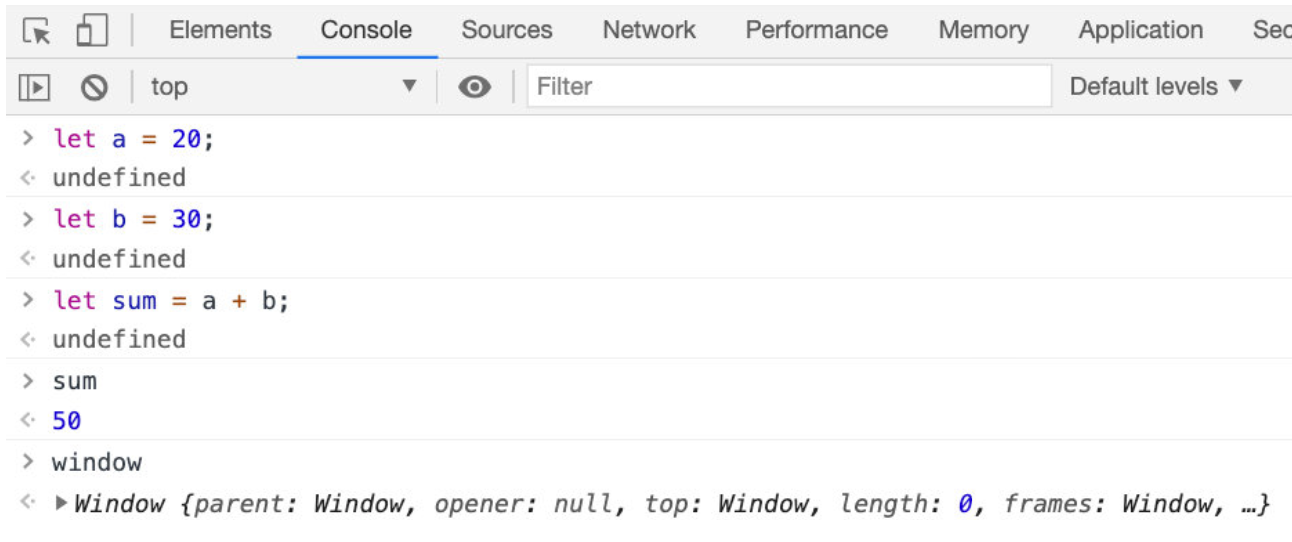 Elements Console Sources Network Performance Memory Application Sec
top ▼ Filter Default levels ▼
> let a = 20;
<· undefined
> let b = 30;
<· undefined
> let sum = a + b;
<· undefined
> sum
<· 50
> window
<· ▶Window {parent: Window, opener: null, top: Window, length: 0, frames: Window, …}